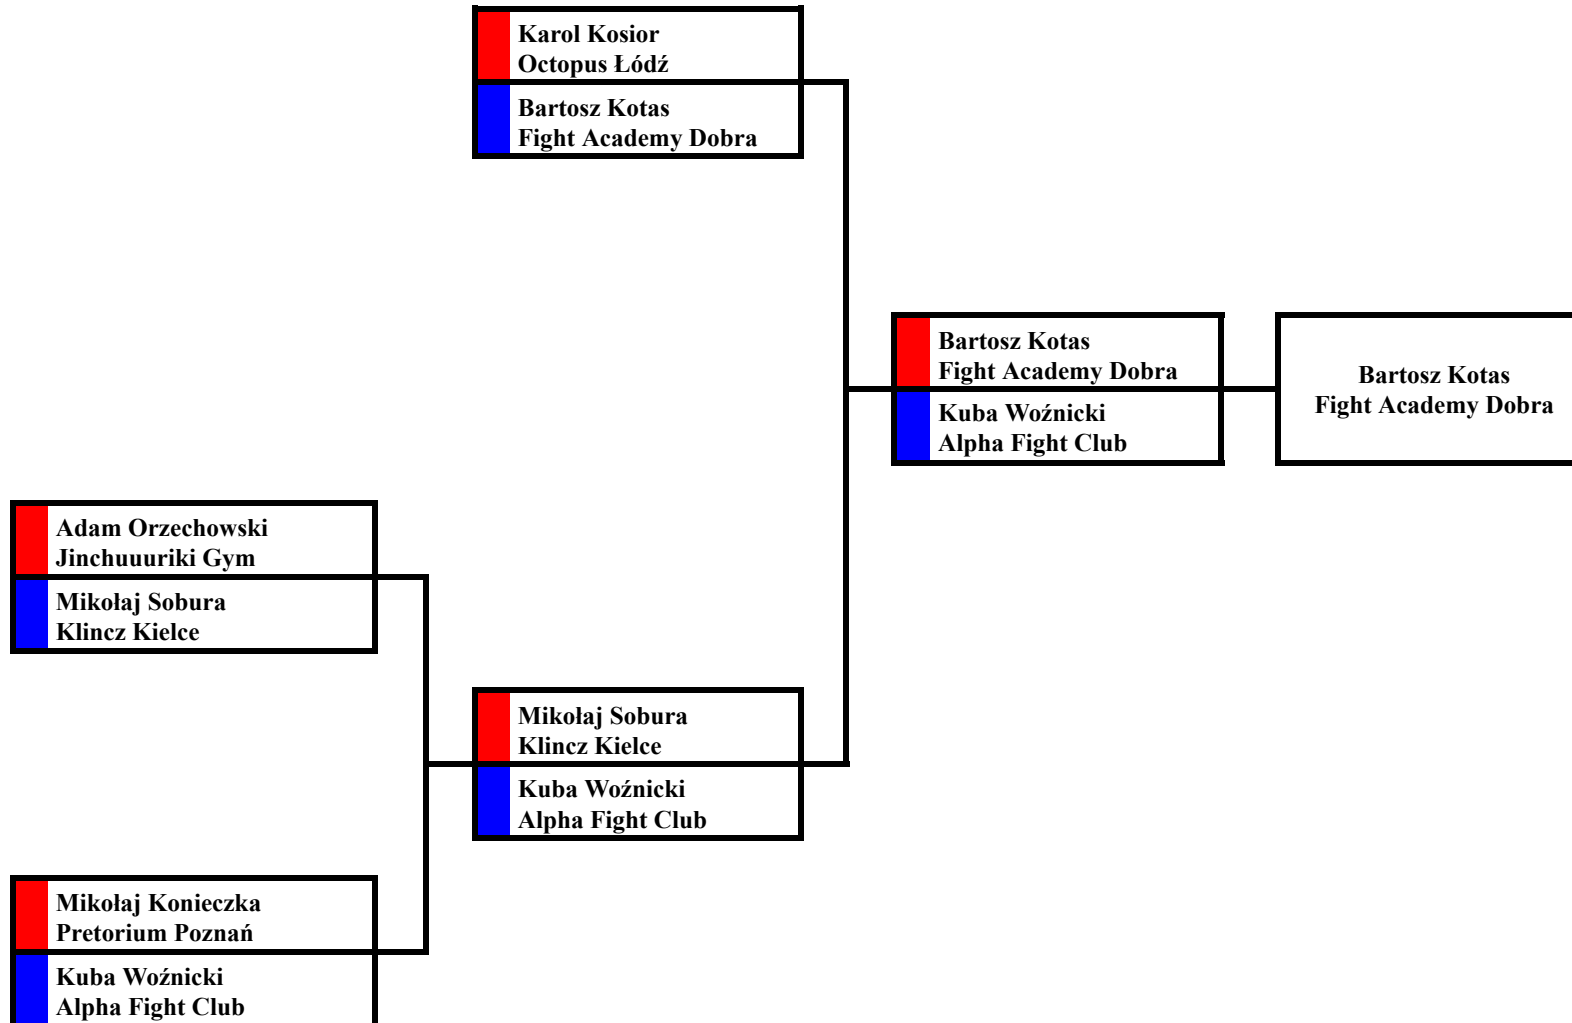 Karol Kosior
Octopus Łódź
Bartosz Kotas
Fight Academy Dobra
Bartosz Kotas
Fight Academy Dobra
Kuba Woźnicki
Alpha Fight Club
Bartosz Kotas
Fight Academy Dobra
Adam Orzechowski
Jinchuuuriki Gym
Mikołaj Sobura
Klincz Kielce
Mikołaj Sobura
Klincz Kielce
Kuba Woźnicki
Alpha Fight Club
Mikołaj Konieczka
Pretorium Poznań
Kuba Woźnicki
Alpha Fight Club